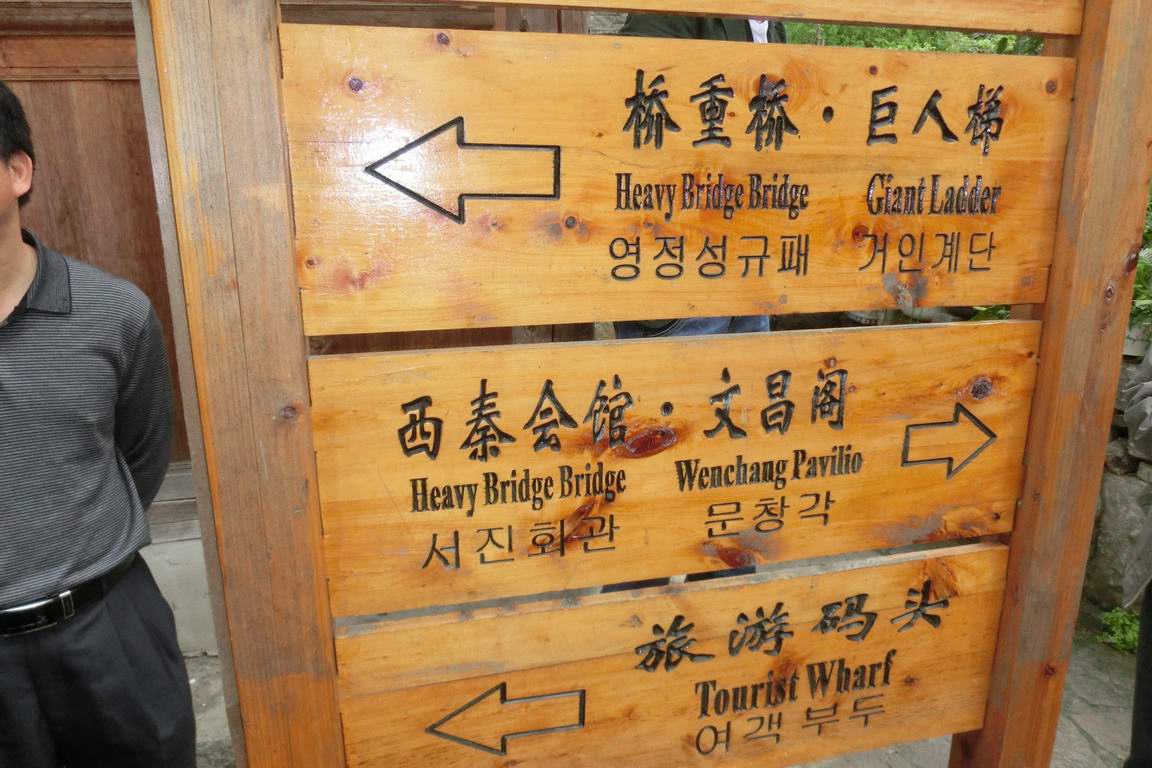 桥重桥·巨人梯
Heavy Bridge Bridge Giant Ladder
영정성규패 거인계단
西秦会馆·文昌阁
Heavy Bridge Bridge Wenchang Pavilio
서진회관 문창각
旅游码头
Tourist Wharf
여객부두